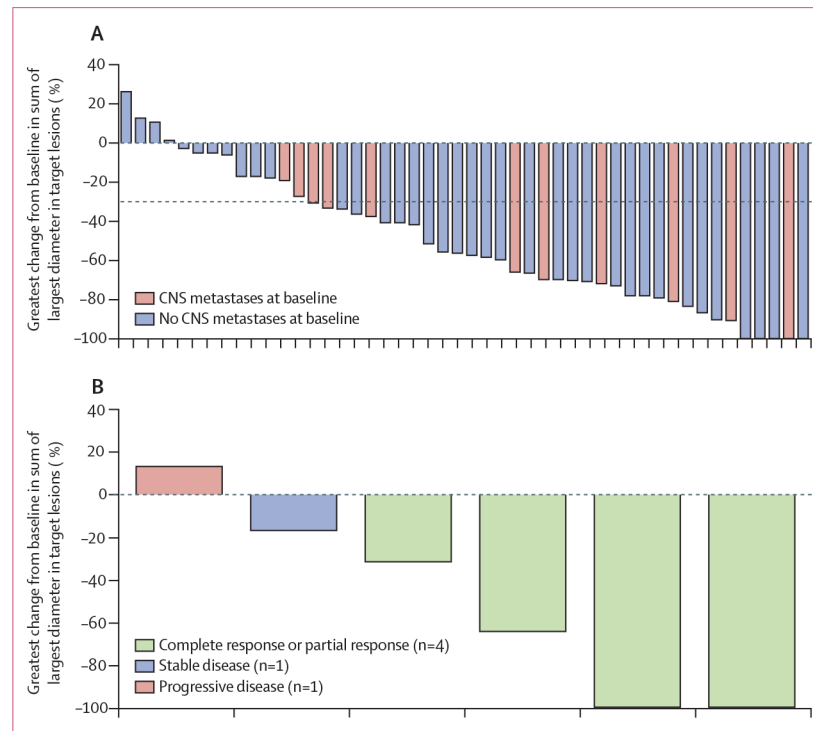 A
Greatest change from baseline in sum of
largest diameter in target lesions ( %)
40
20
0
–20
–40
–60
–80
–100
CNS metastases at baseline
No CNS metastases at baseline
B
Greatest change from baseline in sum of
largest diameter in target lesions ( %)
40
20
0
–20
–40
–60
–80
–100
Complete response or partial response (n=4)
Stable disease (n=1)
Progressive disease (n=1)